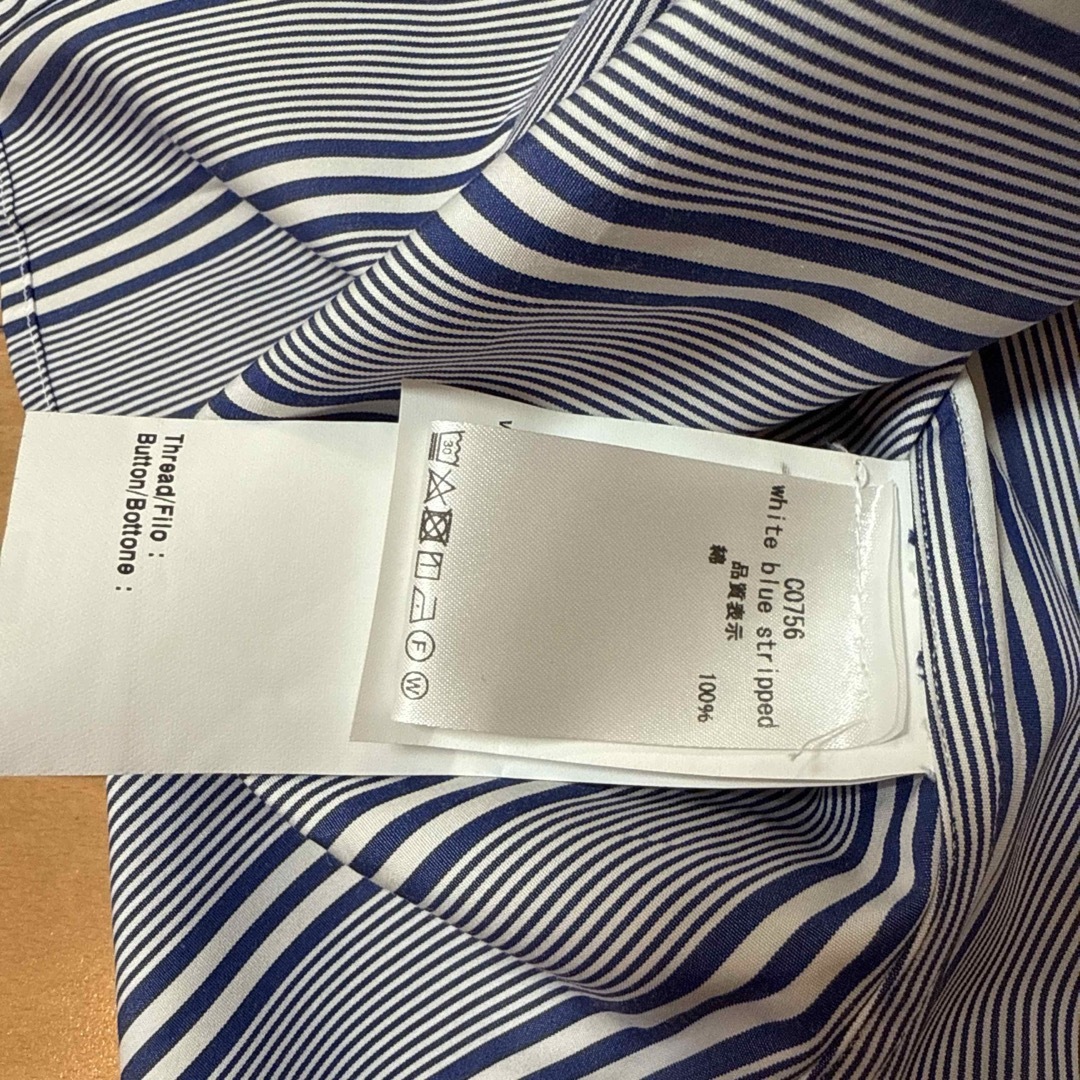 C0756
white blue stripped
品質表示
綿 100%
30
F
W
Thread/Filo :
Button/Bottone :